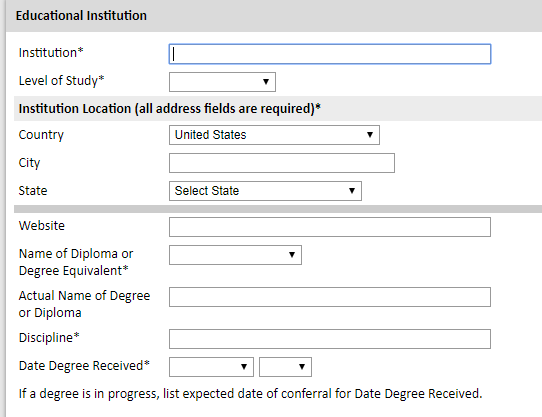 Educational Institution
Institution*
Level of Study*
Institution Location (all address fields are required)*
Country United States
City
State Select State
Website
Name of Diploma or
Degree Equivalent*
Actual Name of Degree
or Diploma
Discipline*
Date Degree Received*
If a degree is in progress, list expected date of conferral for Date Degree Received.